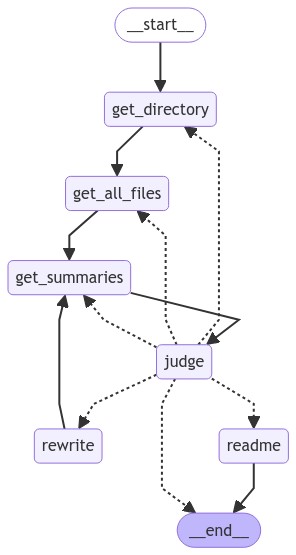 __start__
get_directory
get_all_files
get_summaries
judge
rewrite
readme
__end__